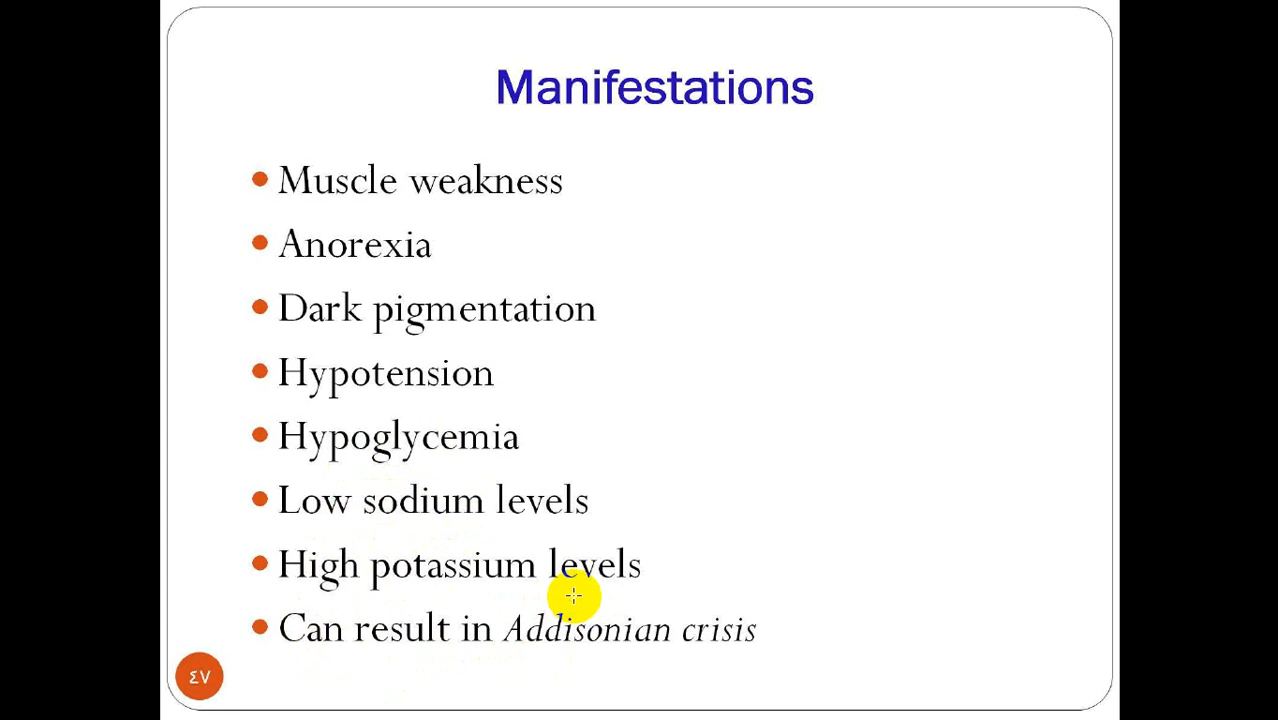 Manifestations
• Muscle weakness
• Anorexia
• Dark pigmentation
• Hypotension
• Hypoglycemia
• Low sodium levels
• High potassium levels
• Can result in Addisonian crisis
٤٧